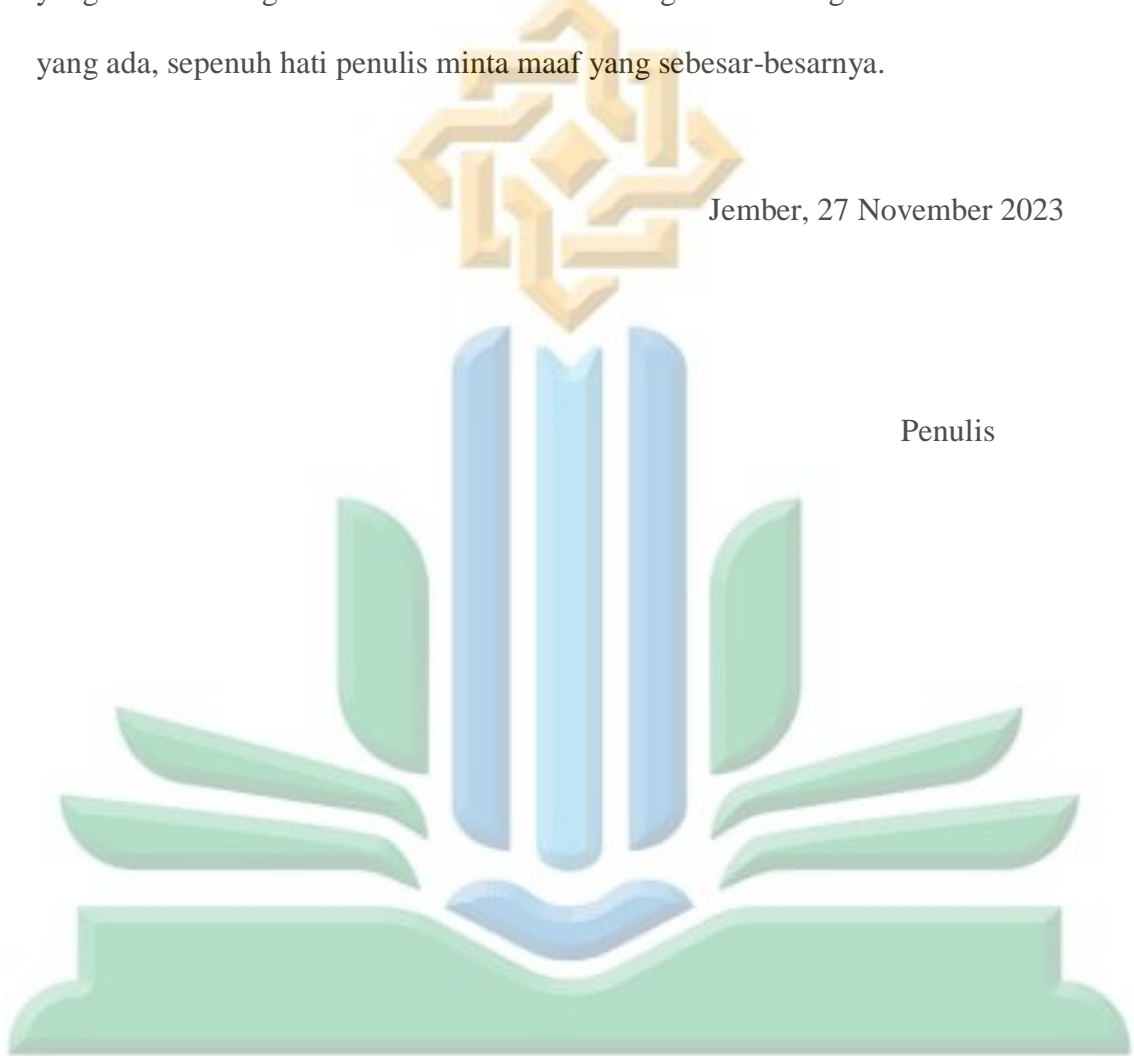 yang ada, sepenuh hati penulis minta maaf yang sebesar-besarnya.
Jember, 27 November 2023
Penulis